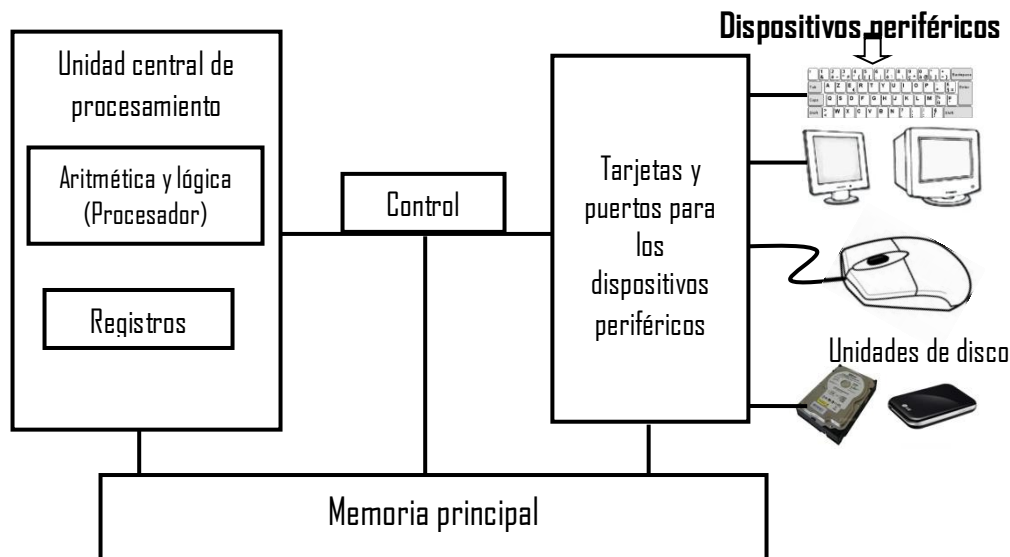 Dispositivos periféricos
Unidad central de
procesamiento
Aritmética y lógica
(Procesador)
Registros
Control
Tarjetas y
puertos para
los
dispositivos
periféricos
Unidades de disco
Memoria principal